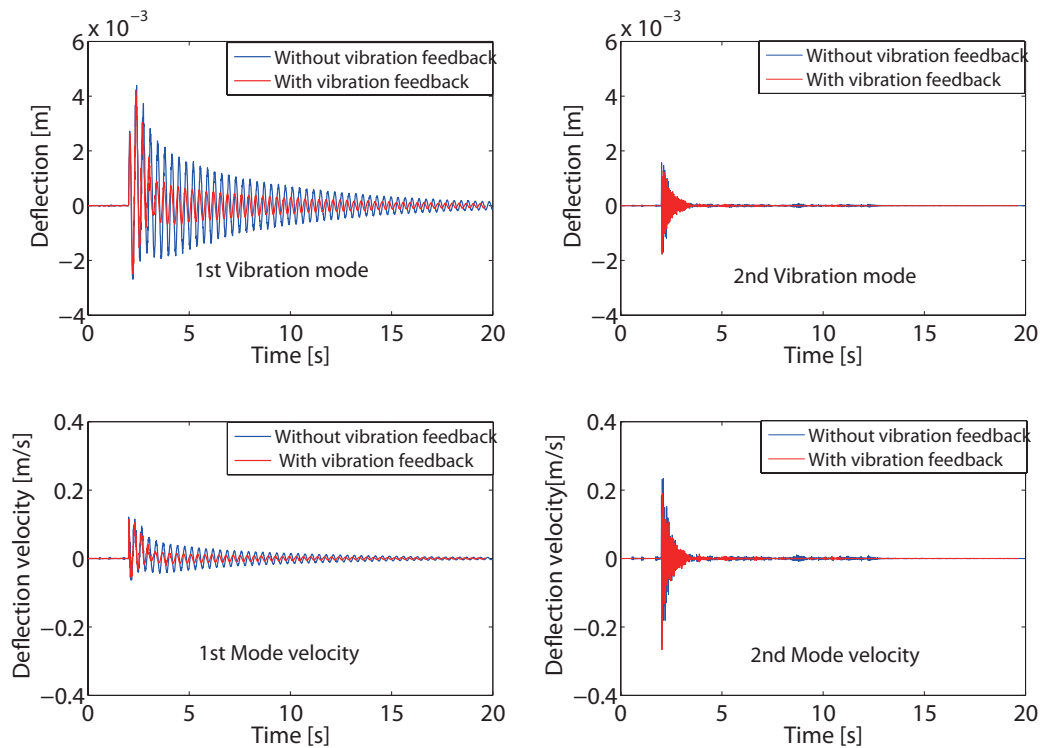 x 10⁻³
6
4
2
0
−2
−4
Deflection [m]
Without vibration feedback
With vibration feedback
1st Vibration mode
0 5 10 15 20
Time [s]
x 10⁻³
6
4
2
0
−2
−4
Deflection [m]
Without vibration feedback
With vibration feedback
2nd Vibration mode
0 5 10 15 20
Time [s]
0.4
0.2
0
−0.2
−0.4
Deflection velocity [m/s]
Without vibration feedback
With vibration feedback
1st Mode velocity
0 5 10 15 20
Time [s]
0.4
0.2
0
−0.2
−0.4
Deflection velocity[m/s]
Without vibration feedback
With vibration feedback
2nd Mode velocity
0 5 10 15 20
Time [s]